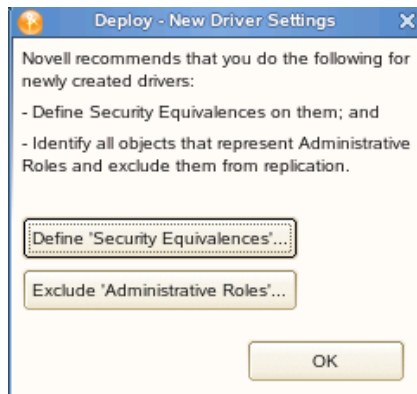 Deploy - New Driver Settings
Novell recommends that you do the following for
newly created drivers:
- Define Security Equivalences on them; and
- Identify all objects that represent Administrative
Roles and exclude them from replication.
Define 'Security Equivalences'...
Exclude 'Administrative Roles'...
OK